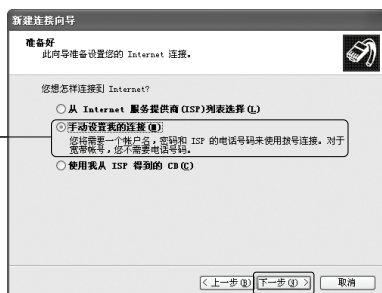 新建连接向导
准备好
此向导准备设置您的 Internet 连接。
您想怎样连接到 Internet?
从 Internet 服务提供商(ISP)列表选择(L)
手动设置我的连接(M)
您将需要一个帐户名,密码和 ISP 的电话号码来使用拨号连接。对于
宽带帐号,您不需要电话号码。
使用我从 ISP 得到的 CD(C)
<上一步(B) 下一步(N)> 取消